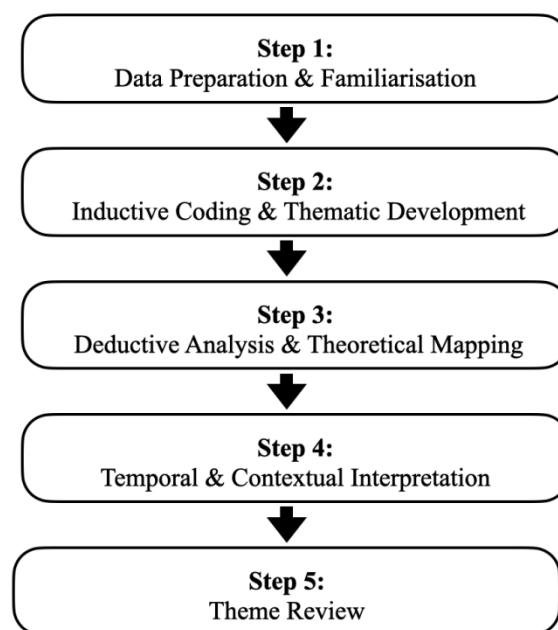 Step 1:
Data Preparation & Familiarisation
Step 2:
Inductive Coding & Thematic Development
Step 3:
Deductive Analysis & Theoretical Mapping
Step 4:
Temporal & Contextual Interpretation
Step 5:
Theme Review